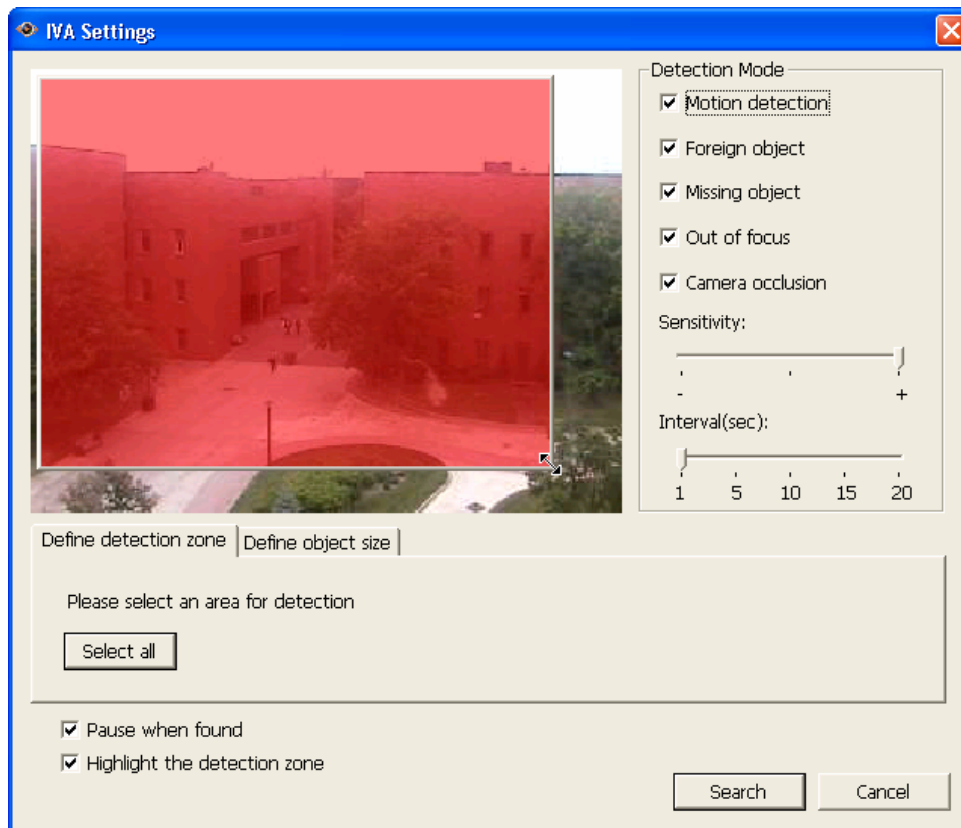 IVA Settings
Detection Mode
Motion detection
Foreign object
Missing object
Out of focus
Camera occlusion
Sensitivity:
- +
Interval(sec):
1 5 10 15 20
Define detection zone Define object size
Please select an area for detection
Select all
Pause when found
Highlight the detection zone
Search Cancel